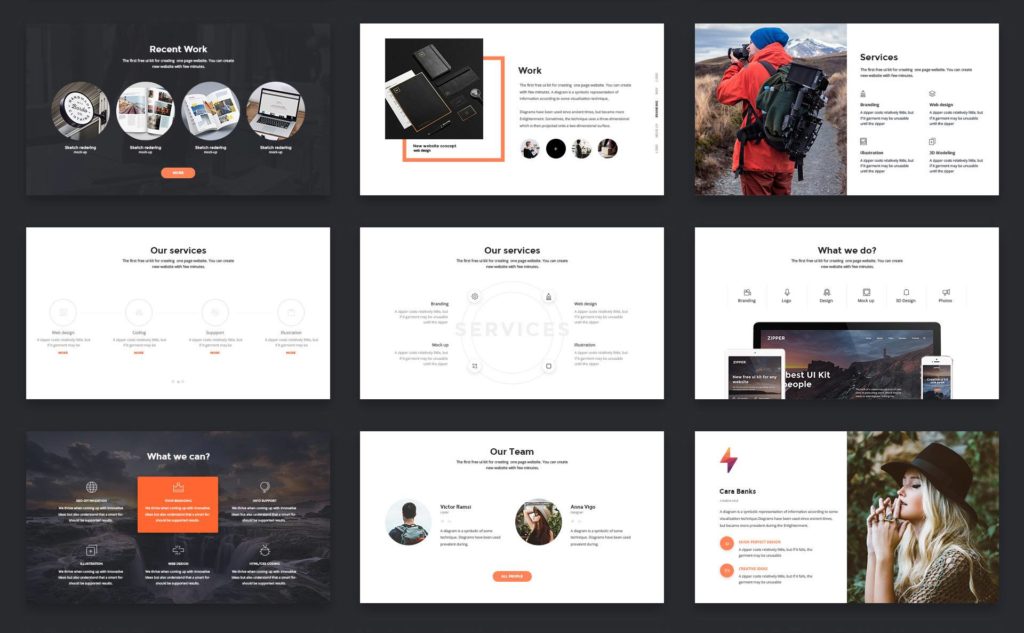 Recent Work
The first free ui kit for creating one page website. You can create
new website with few minutes.
Sketch redering
mock-up
Sketch redering
mock-up
Sketch redering
mock-up
Sketch redering
mock-up
MORE
Work
The first free ui kit for creating one page website. You can create
with few minutes. A diagram is a symbolic representation of
information according to some visualization technique.
Diagrams have been used since ancient times, but became more
Enlightenment. Sometimes, the technique uses a three-dimensional
which is then projected onto a two-dimensional surface.
New website concept
web design
Services
The first free ui kit for creating one page website. You can create
new website with few minutes.
Branding
A zipper costs relatively little, but
if it garment may be unusable
until the zipper
Web design
A zipper costs relatively little, but
if it garment may be unusable
until the zipper
Illustration
A zipper costs relatively little, but
if it garment may be unusable
until the zipper
3D Modeling
A zipper costs relatively little, but
if it garment may be unusable
until the zipper
Our services
The first free ui kit for creating one page website. You can create
new website with few minutes.
Web design
A zipper costs relatively little, but
if it garment may be
MORE
Coding
A zipper costs relatively little, but
if it garment may be
MORE
Support
A zipper costs relatively little, but
if it garment may be
MORE
Illustration
A zipper costs relatively little, but
if it garment may be
MORE
Our services
The first free ui kit for creating one page website. You can create
new website with few minutes.
Branding
A zipper costs relatively little, but
if it garment may be unusable
until the zipper
Web design
A zipper costs relatively little, but
if it garment may be unusable
until the zipper
SERVICES
Mock up
A zipper costs relatively little, but
if it garment may be unusable
until the zipper
Illustration
A zipper costs relatively little, but
if it garment may be unusable
until the zipper
What we do?
The first free ui kit for creating one page website. You can create
new website with few minutes.
Branding
Logo
Design
Mock up
3D Design
Photos
ZIPPER
best UI Kit
people
ZIPPER
New free ui kit for any
website
What we can?
SEO OPTIMIZATION
We thrive when coming up with innovative
ideas but also understand that a smart for-
should be supported results.
YOUR BRANDING
We thrive when coming up with innovative
ideas but also understand that a smart for-
should be supported results.
INFO SUPPORT
We thrive when coming up with innovative
ideas but also understand that a smart for-
should be supported results.
ILLUSTRATION
We thrive when coming up with innovative
ideas but also understand that a smart for-
should be supported results.
WEB DESIGN
We thrive when coming up with innovative
ideas but also understand that a smart for-
should be supported results.
HTML/CSS CODING
We thrive when coming up with innovative
ideas but also understand that a smart for-
should be supported results.
Our Team
The first free ui kit for creating one page website. You can create
new website with few minutes.
Victor Ramsi
A diagram is a symbolic of some
technique. Diagrams have been used
prevalent during.
Anna Vigo
designer
A diagram is a symbolic of some
technique. Diagrams have been used
prevalent during.
ALL PEOPLE
Cara Banks
A diagram is a symbolic representation of information according to some
visualization technique.Diagrams have been used since ancient times,
but became more prevalent during the Enlightenment.
HUGE PERFECT DESIGN
A zipper costs relatively little, but if it fails, the
garment may be unusable
CREATIVE IDEAS
A zipper costs relatively little, but if it fails, the
garment may be unusable